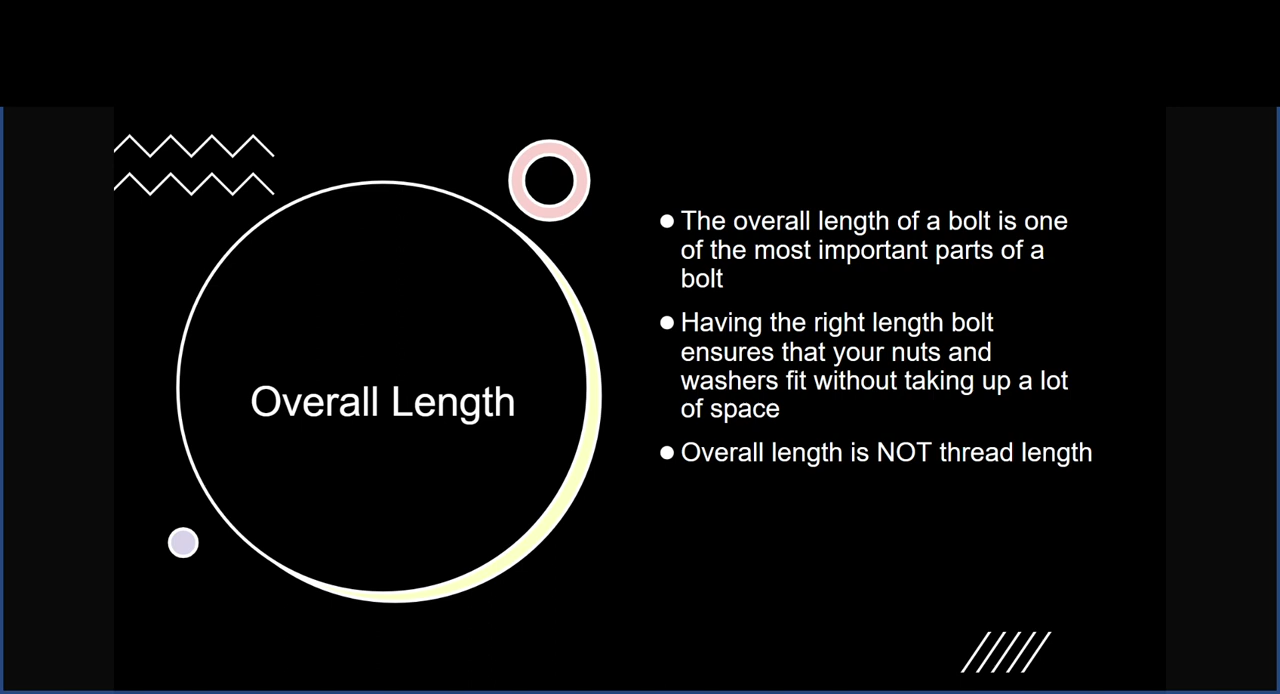 Overall Length
● The overall length of a bolt is one
of the most important parts of a
bolt
● Having the right length bolt
ensures that your nuts and
washers fit without taking up a lot
of space
● Overall length is NOT thread length